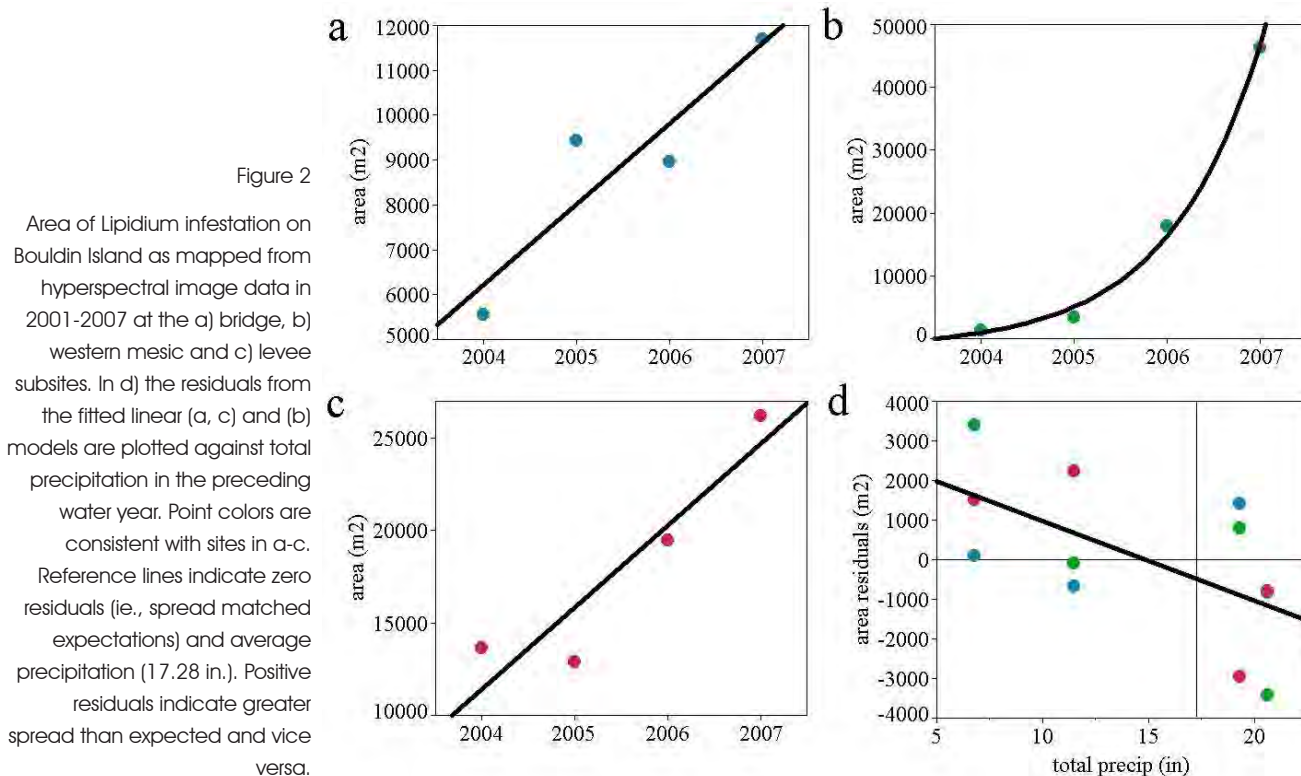 Figure 2
Area of Lipidium infestation on
Bouldin Island as mapped from
hyperspectral image data in
2001-2007 at the a) bridge, b)
western mesic and c) levee
subsites. In d) the residuals from
the fitted linear (a, c) and (b)
models are plotted against total
precipitation in the preceding
water year. Point colors are
consistent with sites in a-c.
Reference lines indicate zero
residuals (ie., spread matched
expectations) and average
precipitation (17.28 in.). Positive
residuals indicate greater
spread than expected and vice
versa.
a
12000
11000
10000
9000
8000
7000
6000
5000
area (m2)
2004 2005 2006 2007
b
50000
40000
30000
20000
10000
0
area (m2)
2004 2005 2006 2007
c
25000
20000
15000
10000
area (m2)
2004 2005 2006 2007
d
4000
3000
2000
1000
0
-1000
-2000
-3000
-4000
area residuals (m2)
5 10 15 20
total precip (in)